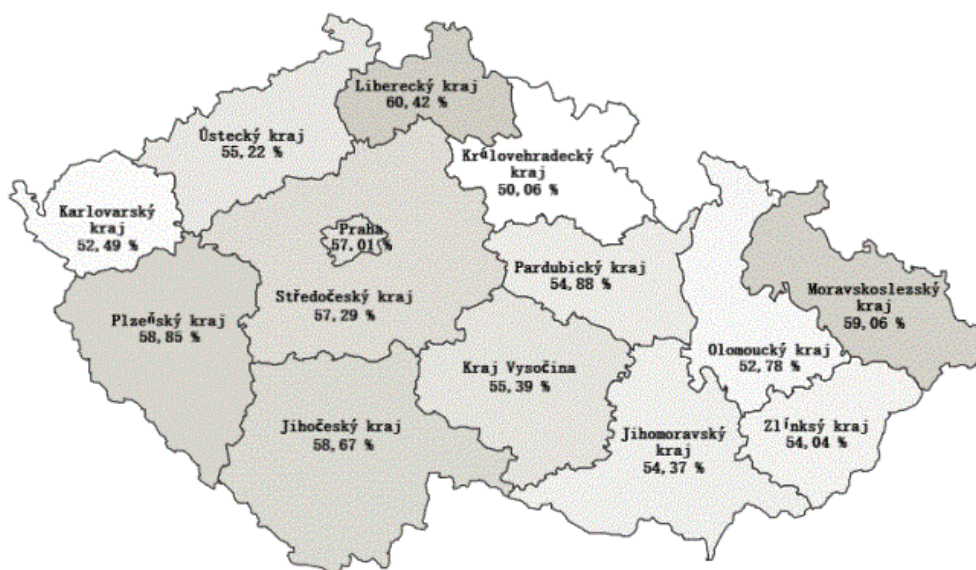 Liberecký kraj
60,42 %
Ústecký kraj
55,22 %
Královehradecký
kraj
50,06 %
Karlovarský
kraj
52,49 %
Praha
57,01%
Pardubický kraj
54,88 %
Moravskoslezský
kraj
59,06 %
Středočeský kraj
57,29 %
Plzeňský kraj
58,85 %
Olomoucký kraj
52,78 %
Kraj Vysočina
55,39 %
Jihočeský kraj
58,67 %
Jihomoravský
kraj
54,37 %
Zlínksý kraj
54,04 %